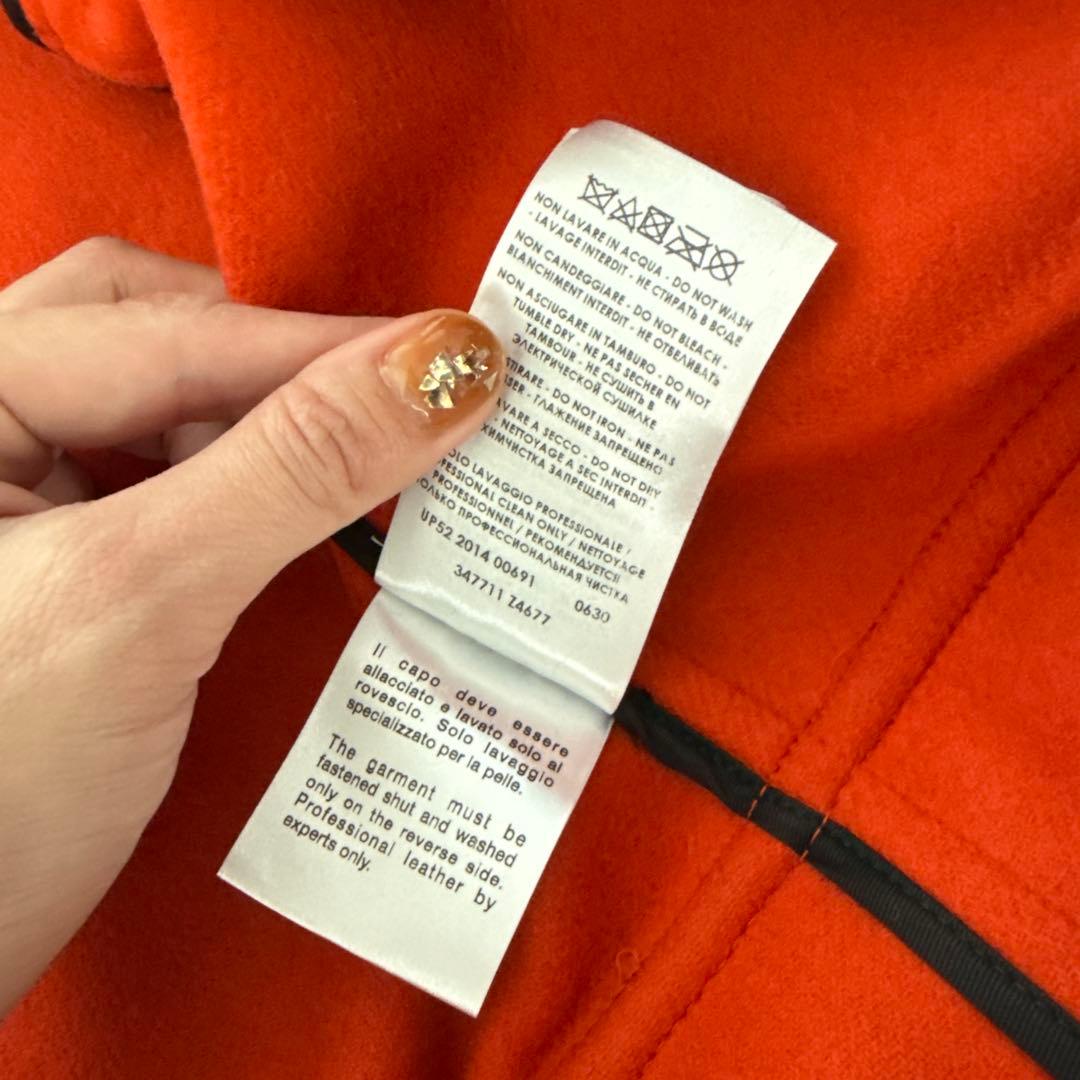 NON LAVARE IN ACQUA - DO NOT WASH
- LAVAGE INTERDIT - НЕ СТИРАТЬ В ВОДЕ
NON CANDEGGIARE - DO NOT BLEACH -
BLANCHIMENT INTERDIT - НЕ ОТБЕЛИВАТЬ
NON ASCIUGARE IN TAMBURO - DO NOT
TUMBLE DRY - NE PAS SECHER EN
TAMBOUR - НЕ СУШИТЬ В
ЭЛЕКТРИЧЕСКОЙ СУШИЛКЕ
- DO NOT IRON - NE PAS
- ГЛАЖЕНИЕ ЗАПРЕЩЕНО
A SECCO - DO NOT DRY
- NETTOYAGE A SEC INTERDIT -
ХИМЧИСТКА ЗАПРЕЩЕНА
LAVAGGIO PROFESSIONALE /
CLEAN ONLY / NETTOYAGE
PROFESSIONNEL / РЕКОМЕНДУЕТСЯ
ПРОФЕССИОНАЛЬНАЯ ЧИСТКА
UP52 2014 00691 0630
347711 Z4677
Il capo deve essere
allacciato e lavato solo al
rovescio. Solo lavaggio
specializzato per la pelle.
The garment must be
fastened shut and washed
only on the reverse side.
Professional leather by
experts only.